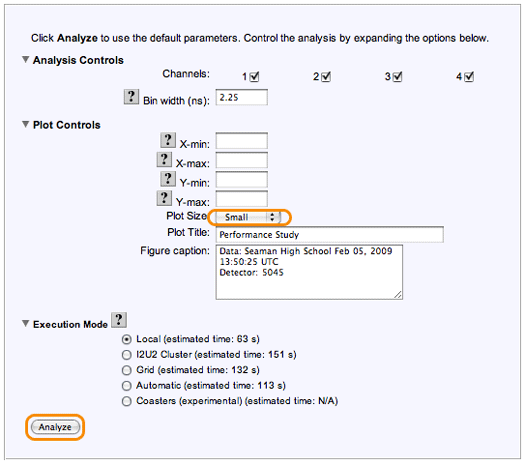 Click Analyze to use the default parameters. Control the analysis by expanding the options below.
Analysis Controls
Channels: 1 2 3 4
? Bin width (ns): 2.25
Plot Controls
? X-min:
? X-max:
? Y-min:
? Y-max:
Plot Size: Small
Plot Title: Performance Study
Figure caption: Data: Seaman High School Feb 05, 2009
13:50:25 UTC
Detector: 5045
Execution Mode ?
Local (estimated time: 63 s)
I2U2 Cluster (estimated time: 151 s)
Grid (estimated time: 132 s)
Automatic (estimated time: 113 s)
Coasters (experimental) (estimated time: N/A)
Analyze